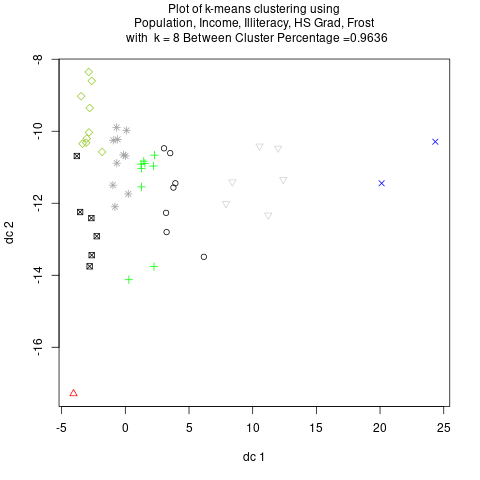 Plot of k-means clustering using
Population, Income, Illiteracy, HS Grad, Frost
with k = 8 Between Cluster Percentage =0.9636
-8
-10
-12
-14
-16
dc 2
-5 0 5 10 15 20 25
dc 1